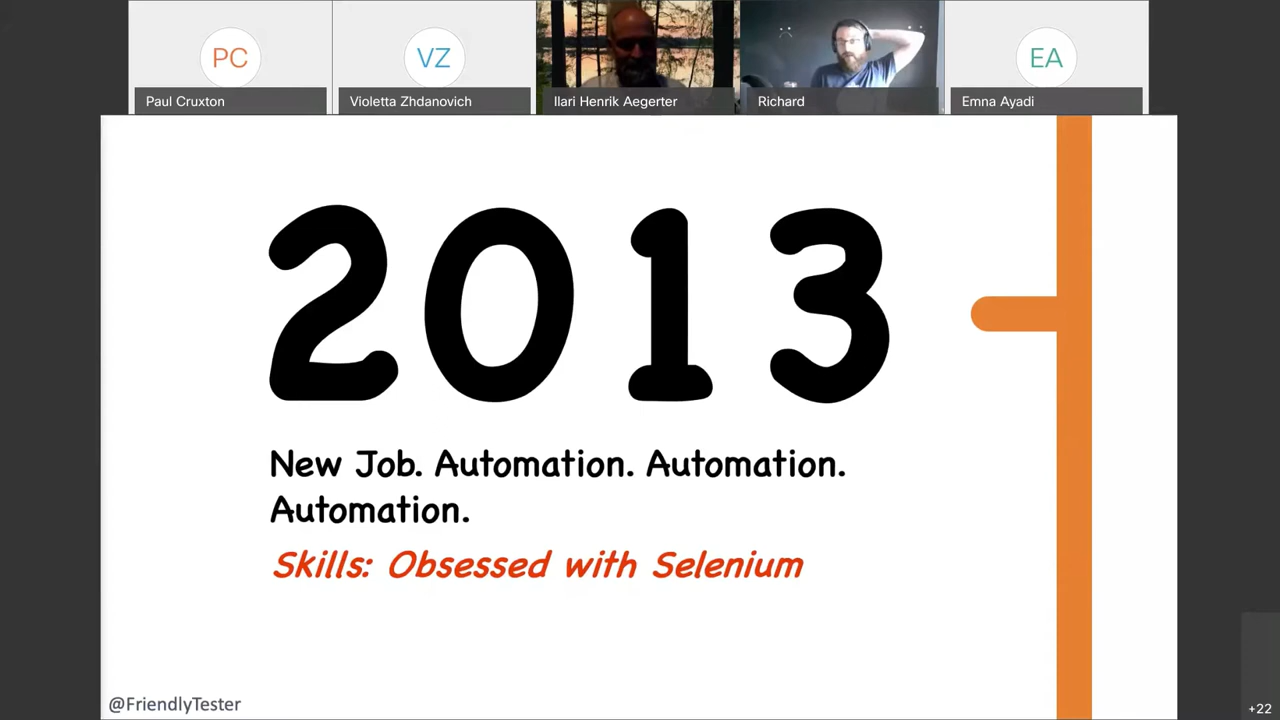 PC
VZ
EA
Paul Cruxton
Violetta Zhdanovich
Ilari Henrik Aegerter
Richard
Emna Ayadi
2013
New Job. Automation. Automation.
Automation.
Skills: Obsessed with Selenium
@FriendlyTester
+22